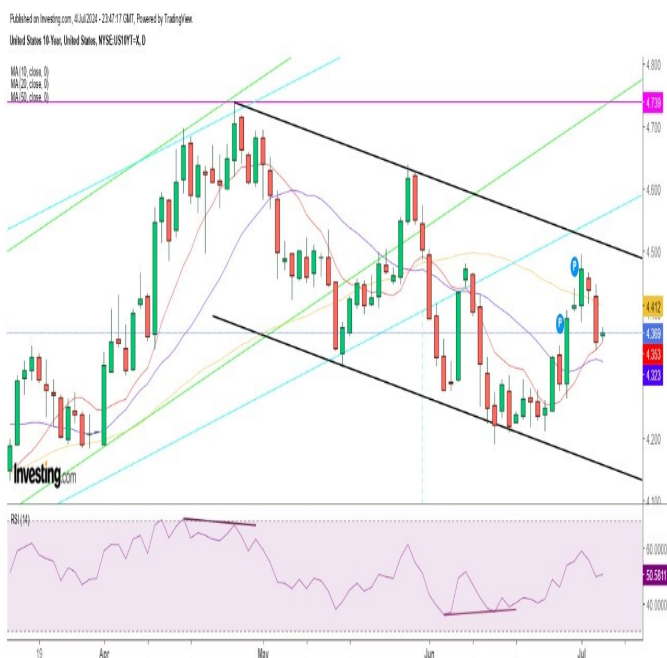 Published on Investing.com, 4/Jul/2024 - 23:47:17 GMT, Powered by TradingView.
United States 10-Year, United States, NYSE:US10YT=X, D
MA (10, close, 0)
MA (20, close, 0)
MA (50, close, 0)
4.800
4.739
4.700
4.600
4.500
4.412
4.369
4.353
4.323
4.200
4.100
Investing.com
RSI (14)
60.0000
50.5811
40.0000
19 Apr May Jun Jul